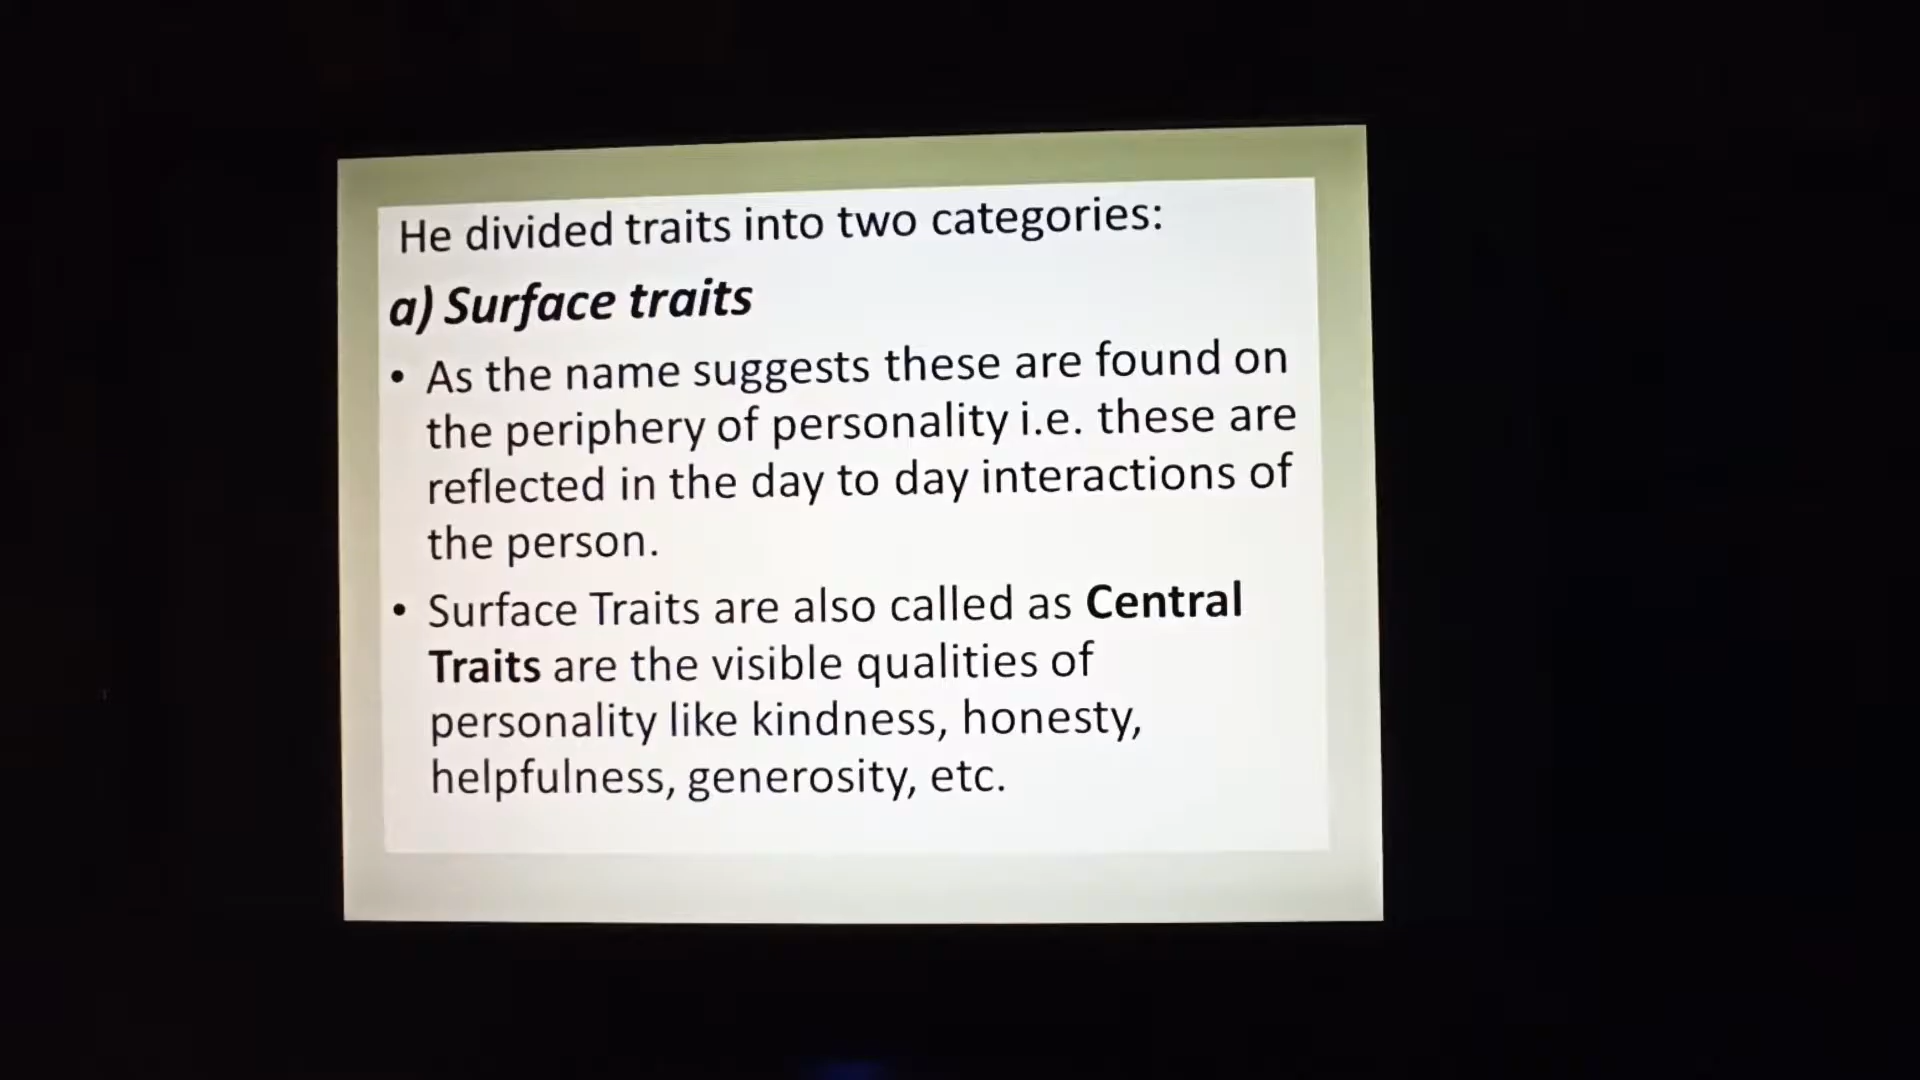 He divided traits into two categories:
a) Surface traits
• As the name suggests these are found on
the periphery of personality i.e. these are
reflected in the day to day interactions of
the person.
• Surface Traits are also called as Central
Traits are the visible qualities of
personality like kindness, honesty,
helpfulness, generosity, etc.